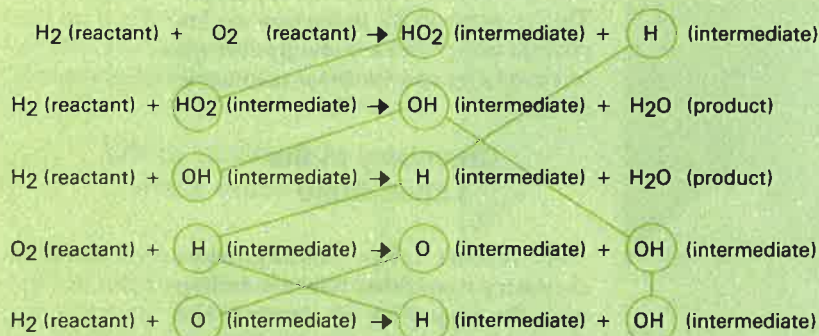 H2 (reactant) + O2 (reactant) → HO2 (intermediate) + H (intermediate)
H2 (reactant) + HO2 (intermediate) → OH (intermediate) + H2O (product)
H2 (reactant) + OH (intermediate) → H (intermediate) + H2O (product)
O2 (reactant) + H (intermediate) → O (intermediate) + OH (intermediate)
H2 (reactant) + O (intermediate) → H (intermediate) + OH (intermediate)